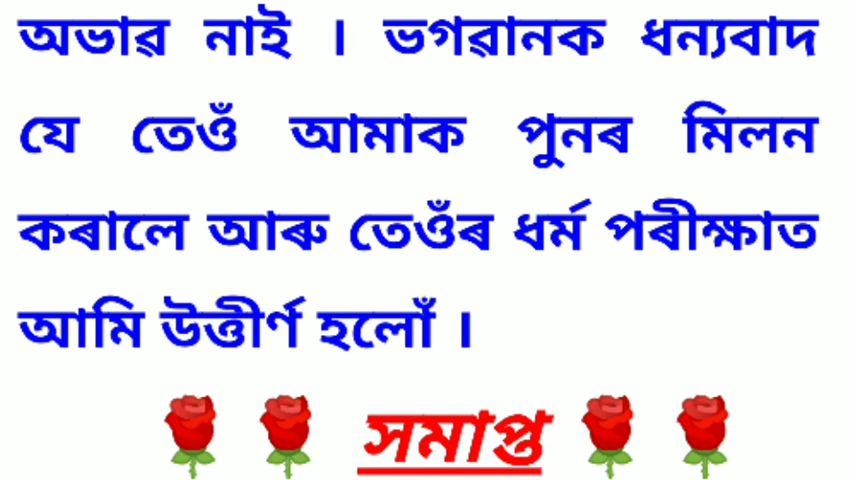 অভাৱ নাই । ভগৱানক ধন্যবাদ
যে তেওঁ আমাক পুনৰ মিলন
কৰালে আৰু তেওঁৰ ধৰ্ম পৰীক্ষাত
আমি উত্তীৰ্ণ হলোঁ ।
সমাপ্ত